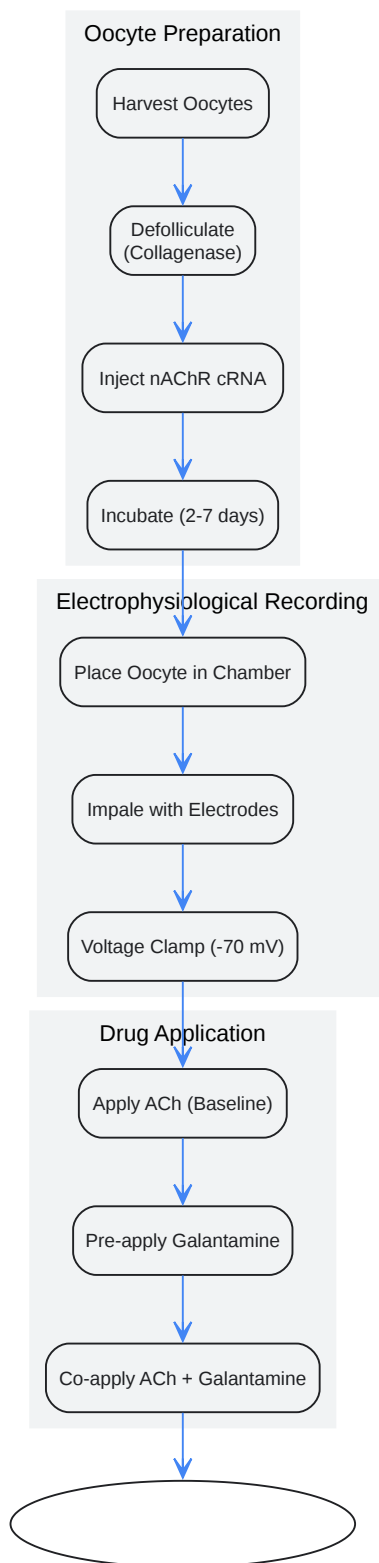 Oocyte Preparation
Harvest Oocytes
Defolliculate
(Collagenase)
Inject nAChR cRNA
Incubate (2-7 days)
Electrophysiological Recording
Place Oocyte in Chamber
Impale with Electrodes
Voltage Clamp (-70 mV)
Drug Application
Apply ACh (Baseline)
Pre-apply Galantamine
Co-apply ACh + Galantamine